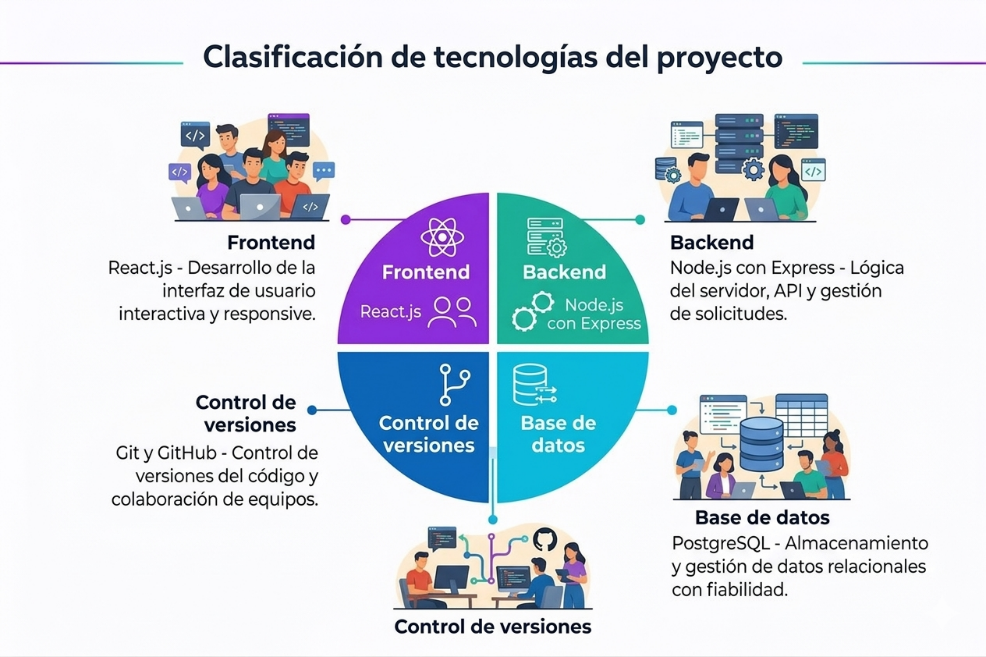 Clasificación de tecnologías del proyecto
Frontend
React.js - Desarrollo de la
interfaz de usuario
interactiva y responsive.
Backend
Node.js con Express - Lógica
del servidor, API y gestión
de solicitudes.
Frontend
React.js
Backend
Node.js
con Express
Control de
versiones
Base de
datos
Control de
versiones
Git y GitHub - Control de
versiones del código y
colaboración de equipos.
Base de datos
PostgreSQL - Almacenamiento
y gestión de datos relacionales
con fiabilidad.
Control de versiones